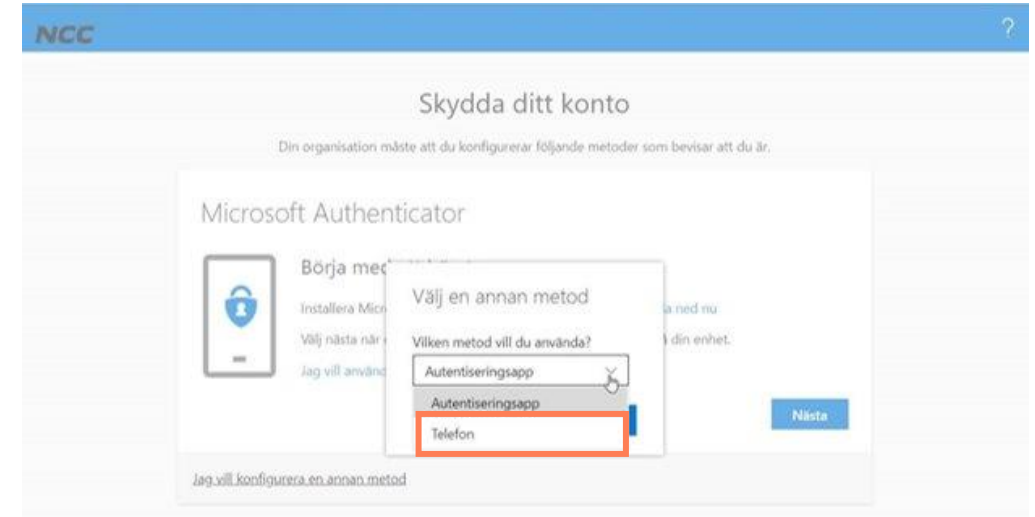 NCC
?
Skydda ditt konto
Din organisation måste att du konfigurerar följande metoder som bevisar att du är.
Microsoft Authenticator
Börja med
Installera Micr
a ned nu
Välj nästa när
din enhet.
Jag vill använd
Välj en annan metod
Vilken metod vill du använda?
Autentiseringsapp
Autentiseringsapp
Telefon
Nästa
Jag vill konfigurera en annan metod